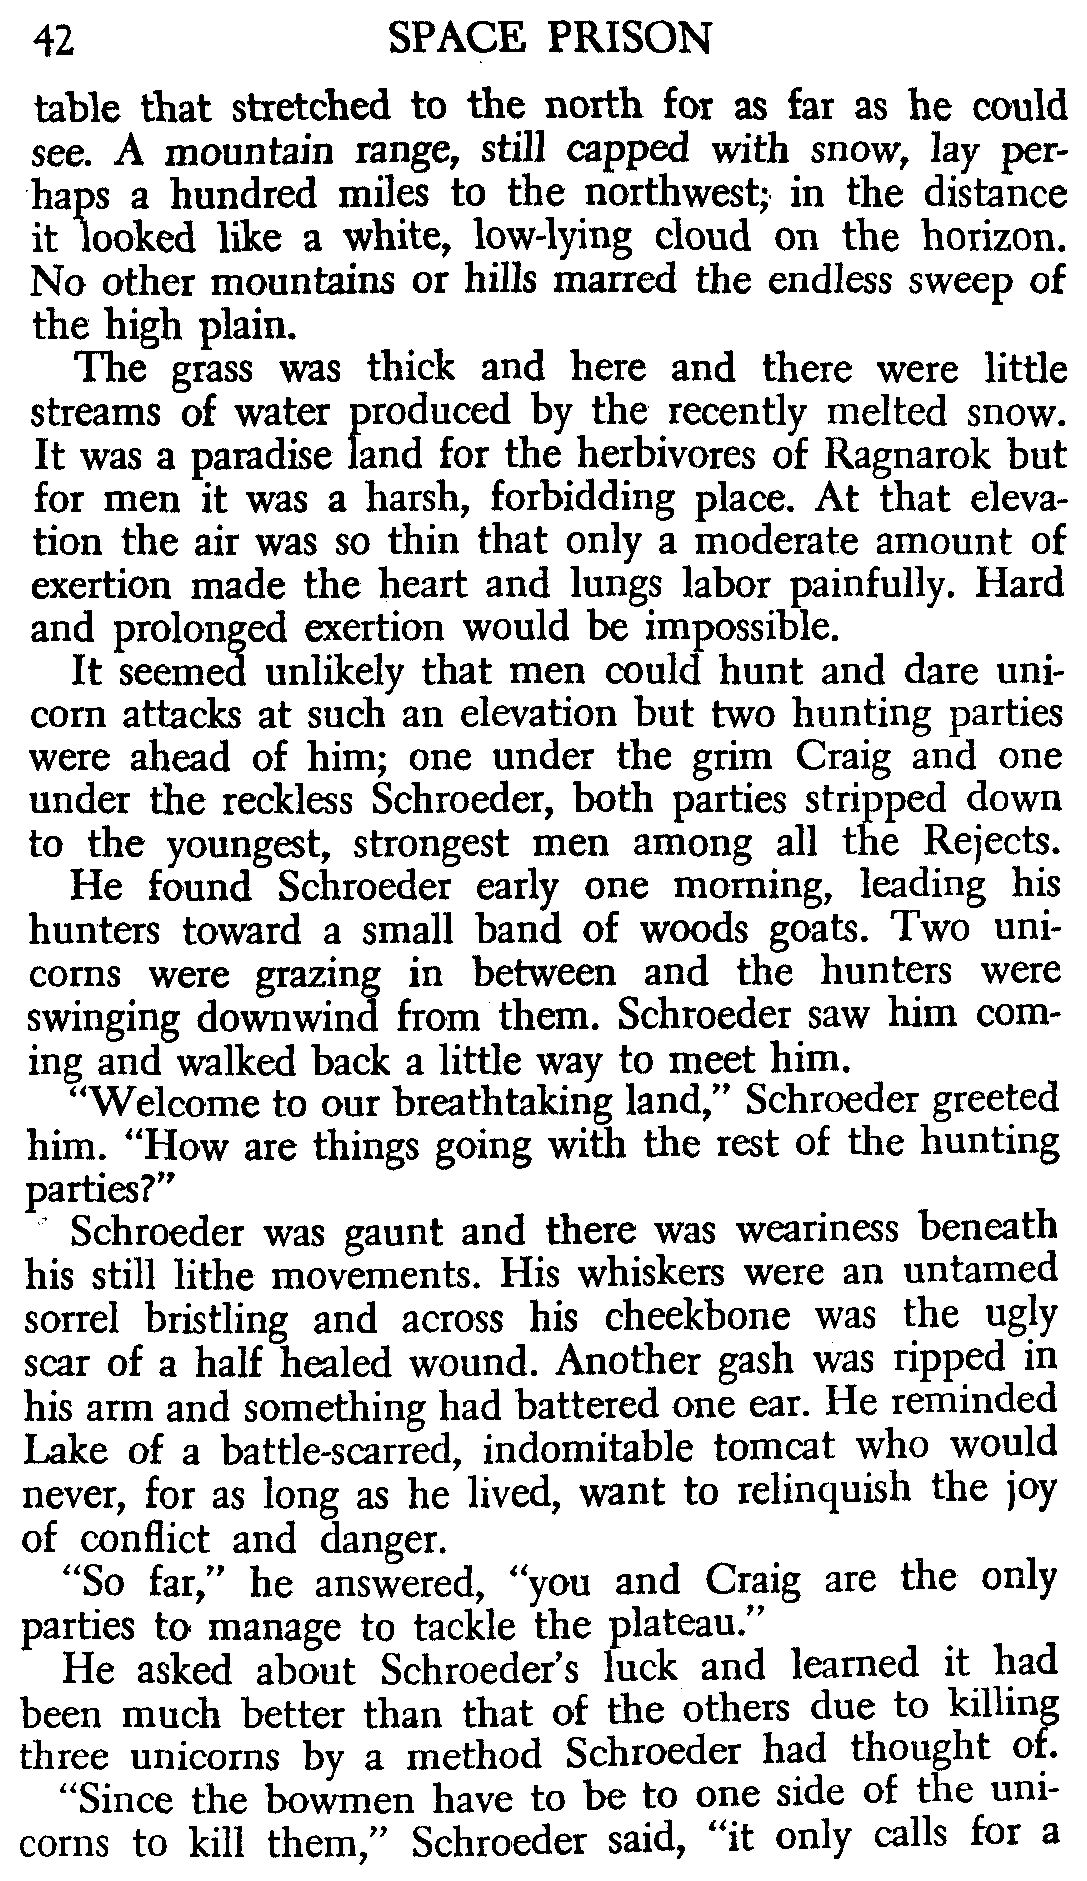 42 SPACE PRISON
table that stretched to the north for as far as he could
see. A mountain range, still capped with snow, lay per-
haps a hundred miles to the northwest; in the distance
it looked like a white, low-lying cloud on the horizon.
No other mountains or hills marred the endless sweep of
the high plain.
The grass was thick and here and there were little
streams of water produced by the recently melted snow.
It was a paradise land for the herbivores of Ragnarok but
for men it was a harsh, forbidding place. At that eleva-
tion the air was so thin that only a moderate amount of
exertion made the heart and lungs labor painfully. Hard
and prolonged exertion would be impossible.
It seemed unlikely that men could hunt and dare uni-
corn attacks at such an elevation but two hunting parties
were ahead of him; one under the grim Craig and one
under the reckless Schroeder, both parties stripped down
to the youngest, strongest men among all the Rejects.
He found Schroeder early one morning, leading his
hunters toward a small band of woods goats. Two uni-
corns were grazing in between and the hunters were
swinging downwind from them. Schroeder saw him com-
ing and walked back a little way to meet him.
"Welcome to our breathtaking land," Schroeder greeted
him. "How are things going with the rest of the hunting
parties?"
Schroeder was gaunt and there was weariness beneath
his still lithe movements. His whiskers were an untamed
sorrel bristling and across his cheekbone was the ugly
scar of a half healed wound. Another gash was ripped in
his arm and something had battered one ear. He reminded
Lake of a battle-scarred, indomitable tomcat who would
never, for as long as he lived, want to relinquish the joy
of conflict and danger.
"So far," he answered, "you and Craig are the only
parties to manage to tackle the plateau."
He asked about Schroeder's luck and learned it had
been much better than that of the others due to killing
three unicorns by a method Schroeder had thought of.
"Since the bowmen have to be to one side of the uni-
corns to kill them," Schroeder said, "it only calls for a